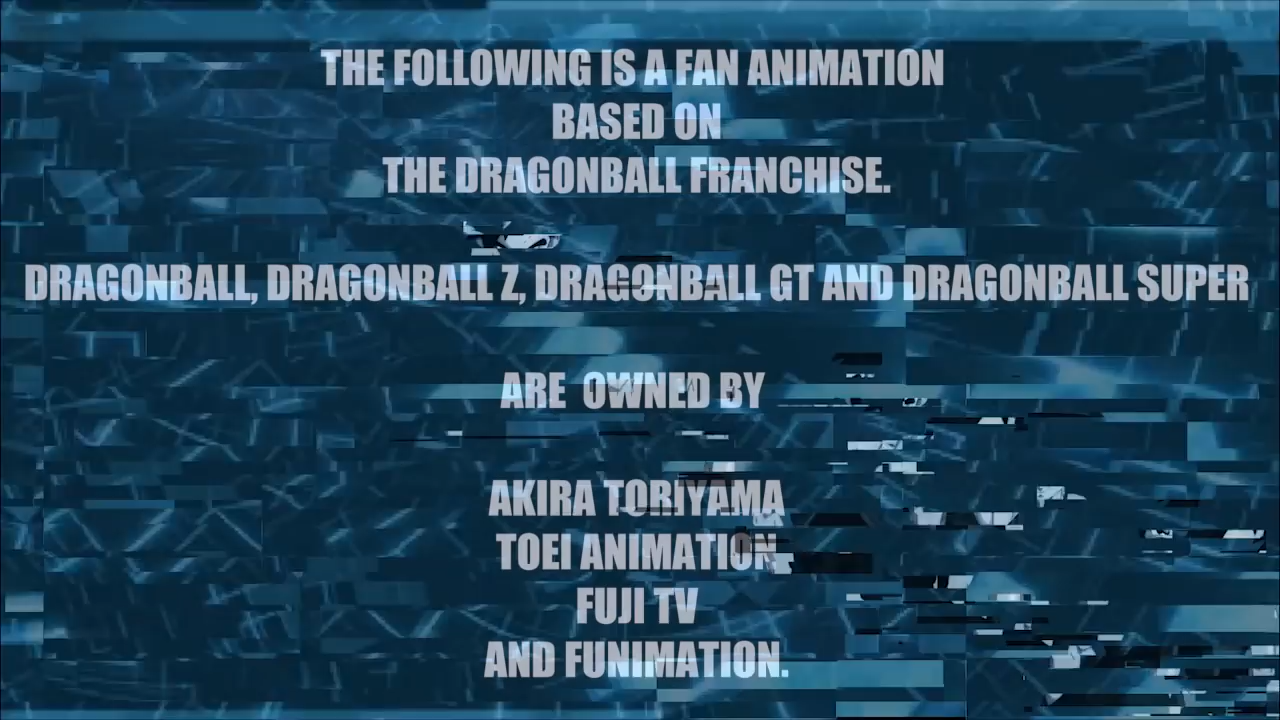 THE FOLLOWING IS A FAN ANIMATION
BASED ON
THE DRAGONBALL FRANCHISE.
DRAGONBALL, DRAGONBALL Z, DRAGONBALL GT AND DRAGONBALL SUPER
ARE OWNED BY
AKIRA TORIYAMA
TOEI ANIMATION,
FUJI TV
AND FUNIMATION.